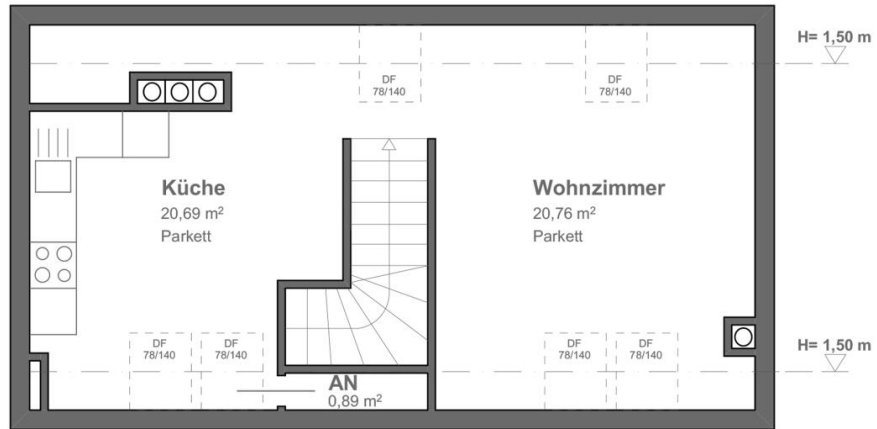 H= 1,50 m
DF
78/140
DF
78/140
Küche
20,69 m²
Parkett
Wohnzimmer
20,76 m²
Parkett
DF
78/140
DF
78/140
DF
78/140
DF
78/140
H= 1,50 m
AN
0,89 m²